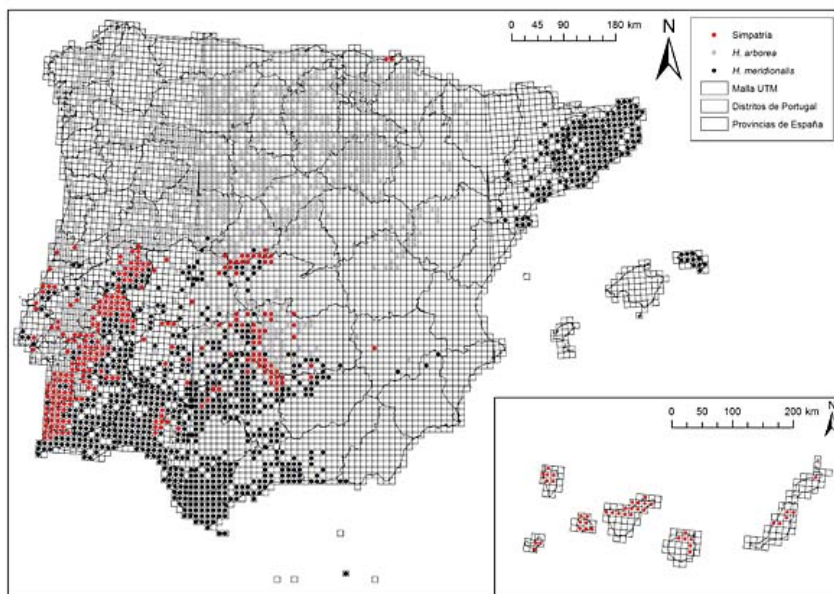 0 45 90 180 km
N
Simpatría
H. arborea
H. meridionalis
Malla UTM
Distritos de Portugal
Provincias de España
N
0 50 100 200 km